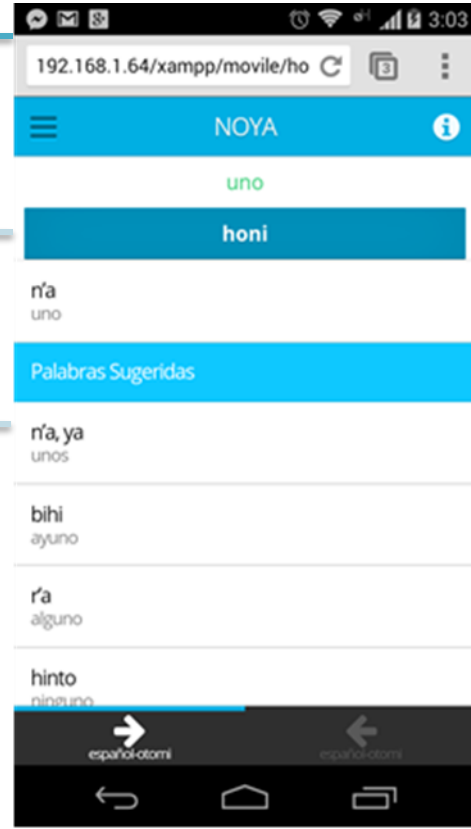 3:03
192.168.1.64/xampp/movile/ho
3
NOYA
uno
honi
n'a
uno
Palabras Sugeridas
n'a, ya
unos
bihi
ayuno
r'a
alguno
hinto
ninguno
español-otomi
español-otomi